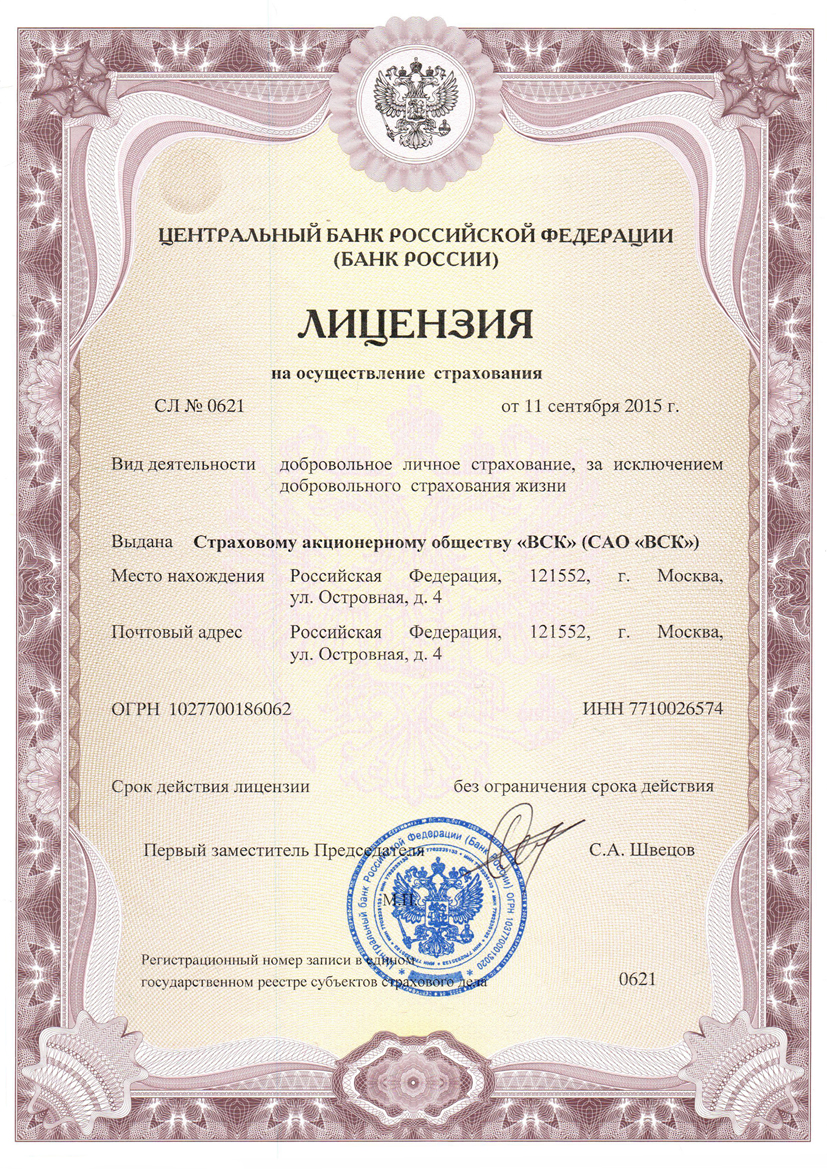 ЦЕНТРАЛЬНЫЙ БАНК РОССИЙСКОЙ ФЕДЕРАЦИИ
(БАНК РОССИИ)
ЛИЦЕНЗИЯ
на осуществление страхования
СЛ № 0621 от 11 сентября 2015 г.
Вид деятельности добровольное личное страхование, за исключением
добровольного страхования жизни
Выдана Страховому акционерному обществу «ВСК» (САО «ВСК»)
Место нахождения Российская Федерация, 121552, г. Москва,
ул. Островная, д. 4
Почтовый адрес Российская Федерация, 121552, г. Москва,
ул. Островная, д. 4
ОГРН 1027700186062 ИНН 7710026574
Срок действия лицензии без ограничения срока действия
Первый заместитель Председателя С.А. Швецов
М.П.
Центральный банк Российской Федерации (Банк России) ОГРН 1037700013020
Регистрационный номер записи в едином
государственном реестре субъектов страхового дела 0621